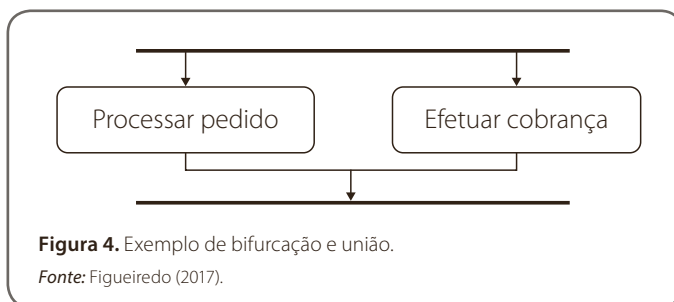 Processar pedido
Efetuar cobrança
Figura 4. Exemplo de bifurcação e união.
Fonte: Figueiredo (2017).